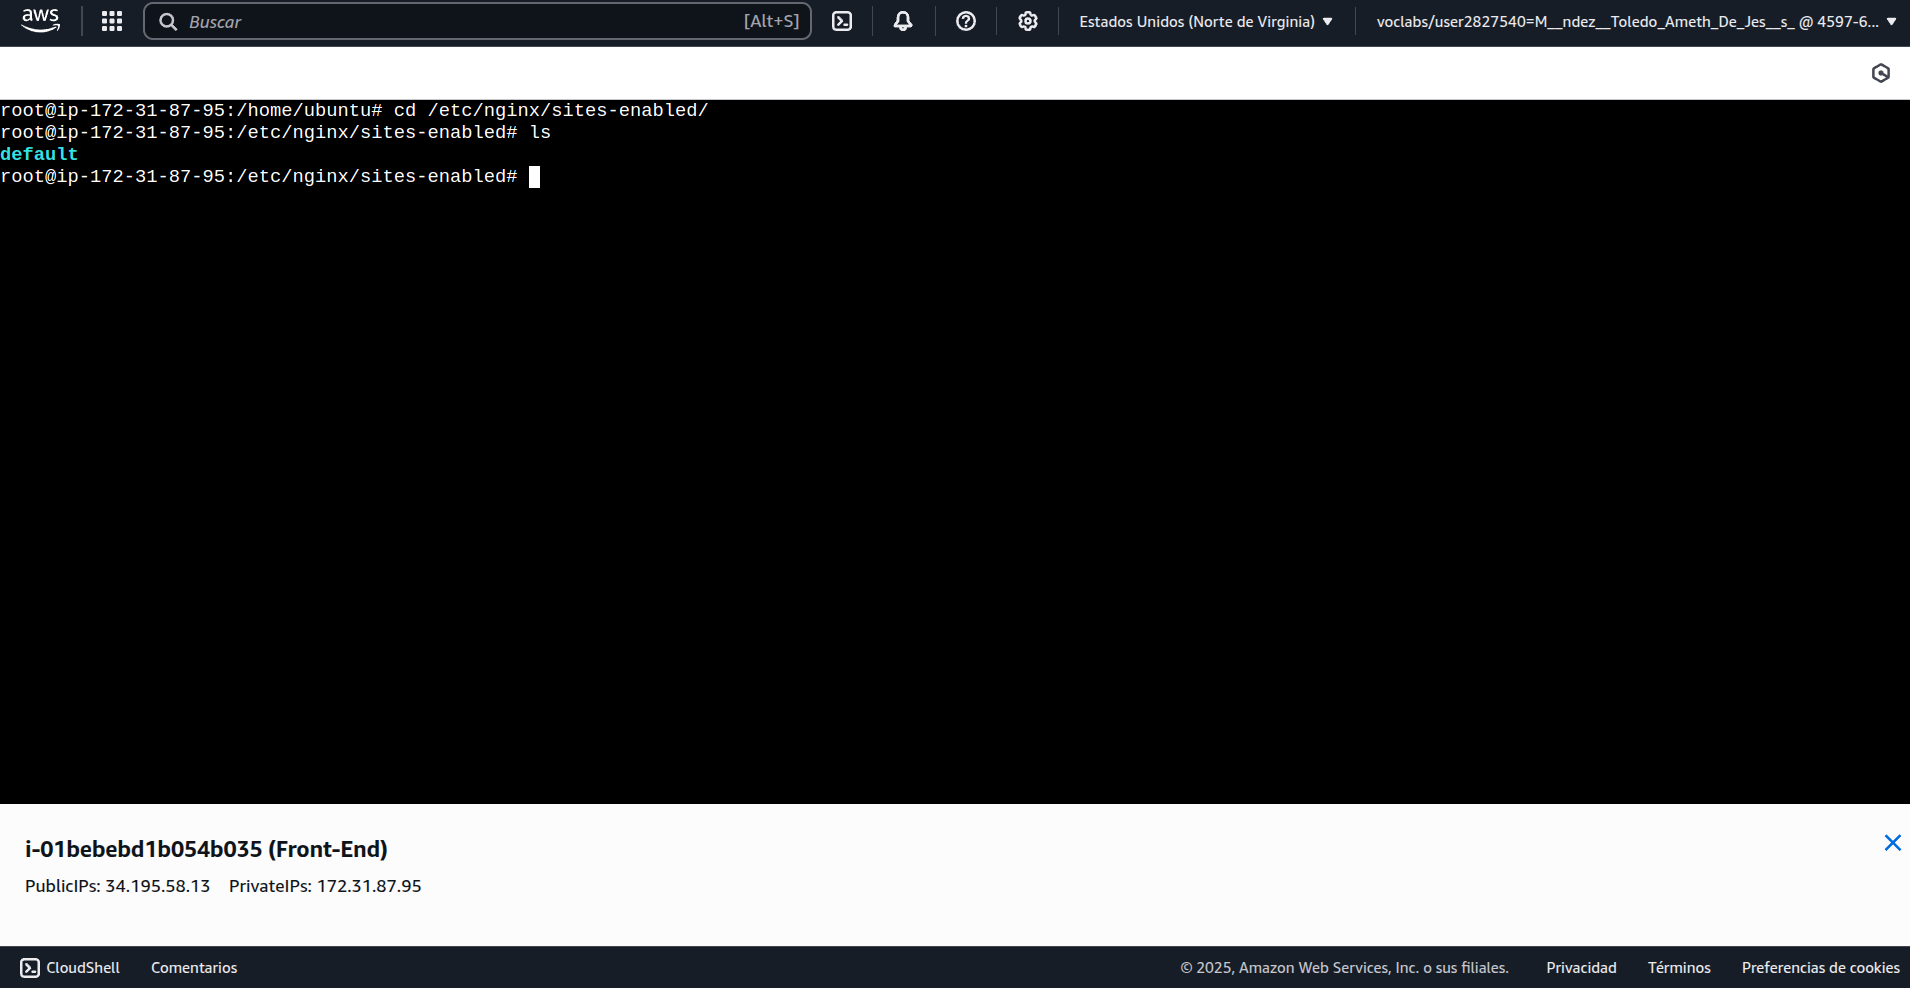 aws
Buscar [Alt+S]
Estados Unidos (Norte de Virginia)
voclabs/user2827540=M__ndez__Toledo_Ameth_De_Jes__s_ @ 4597-6...
root@ip-172-31-87-95:/home/ubuntu# cd /etc/nginx/sites-enabled/
root@ip-172-31-87-95:/etc/nginx/sites-enabled# ls
default
root@ip-172-31-87-95:/etc/nginx/sites-enabled#
i-01bebebd1b054b035 (Front-End)
PublicIPs: 34.195.58.13 PrivateIPs: 172.31.87.95
CloudShell Comentarios © 2025, Amazon Web Services, Inc. o sus filiales. Privacidad Términos Preferencias de cookies